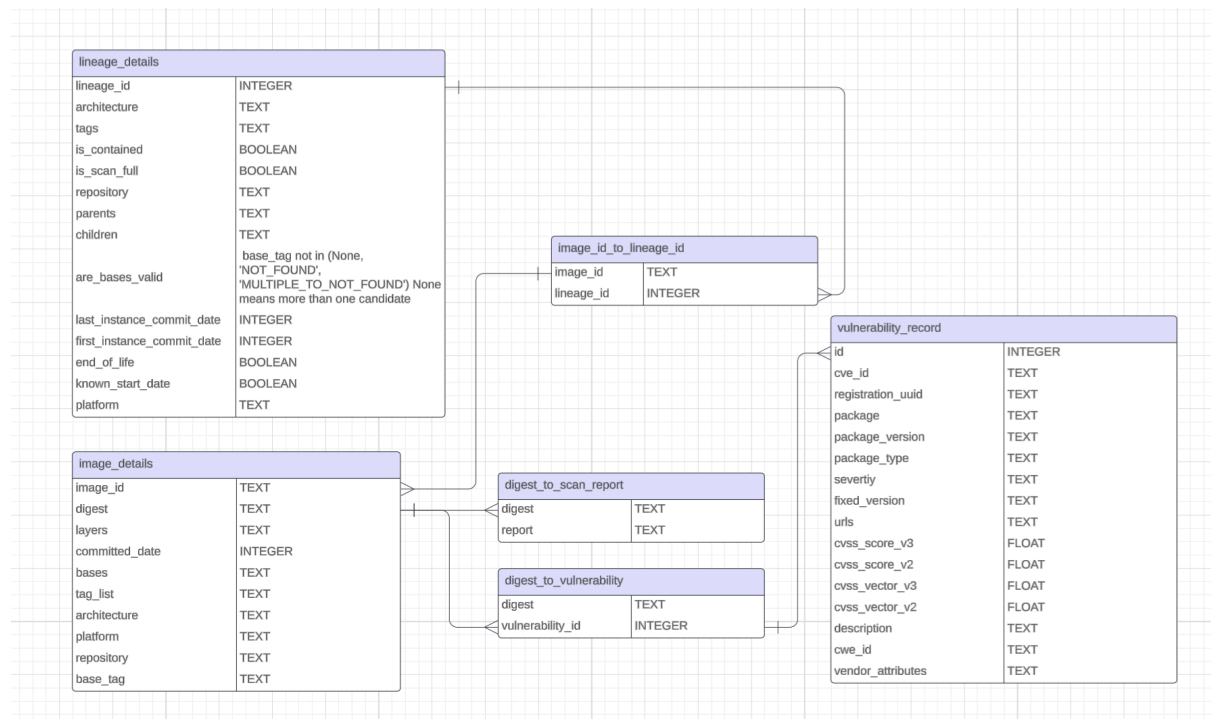 lineage_details
lineage_id INTEGER
architecture TEXT
tags TEXT
is_contained BOOLEAN
is_scan_full BOOLEAN
repository TEXT
parents TEXT
children TEXT
are_bases_valid base_tag not in (None,
'NOT_FOUND',
'MULTIPLE_TO_NOT_FOUND') None
means more than one candidate
last_instance_commit_date INTEGER
first_instance_commit_date INTEGER
end_of_life BOOLEAN
known_start_date BOOLEAN
platform TEXT
image_id_to_lineage_id
image_id TEXT
lineage_id INTEGER
vulnerability_record
id INTEGER
cve_id TEXT
registration_uuid TEXT
package TEXT
package_version TEXT
package_type TEXT
severtiy TEXT
fixed_version TEXT
urls TEXT
cvss_score_v3 FLOAT
cvss_score_v2 FLOAT
cvss_vector_v3 FLOAT
cvss_vector_v2 FLOAT
description TEXT
cwe_id TEXT
vendor_attributes TEXT
image_details
image_id TEXT
digest TEXT
layers TEXT
committed_date INTEGER
bases TEXT
tag_list TEXT
architecture TEXT
platform TEXT
repository TEXT
base_tag TEXT
digest_to_scan_report
digest TEXT
report TEXT
digest_to_vulnerability
digest TEXT
vulnerability_id INTEGER